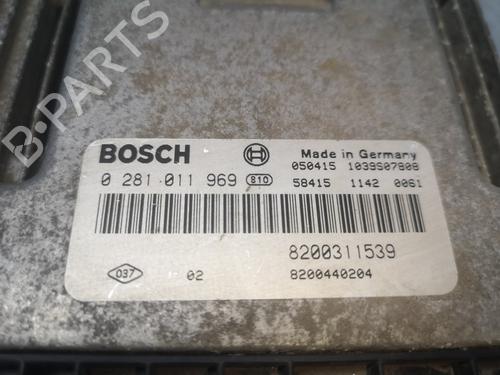 B-PARTS
BOSCH
Made in Germany
050415 1039S07808
0 281 011 969 810
58415 1142 0061
8200311539
037 02 8200440204